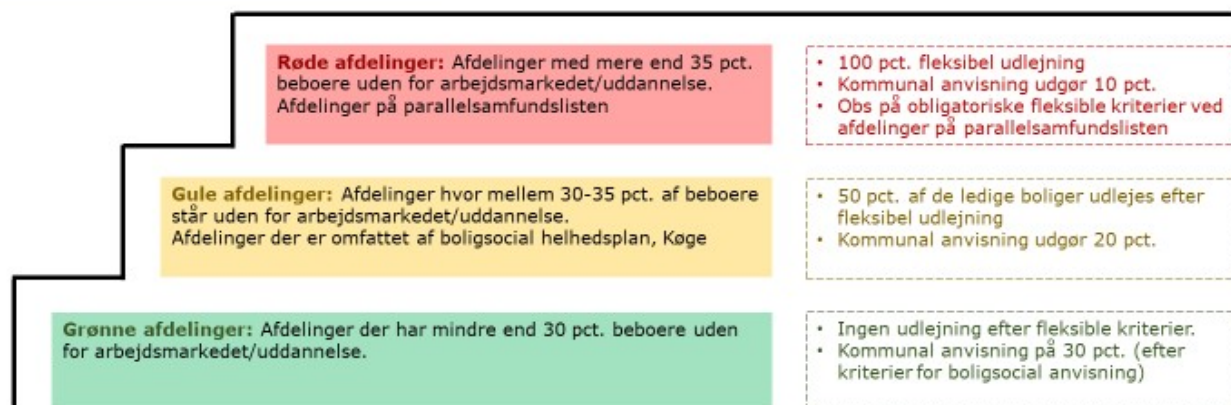 Røde afdelinger: Afdelinger med mere end 35 pct.
beboere uden for arbejdsmarkedet/uddannelse.
Afdelinger på parallelsamfundslisten
• 100 pct. fleksibel udlejning
• Kommunal anvisning udgør 10 pct.
• Obs på obligatoriske fleksible kriterier ved
afdelinger på parallelsamfundslisten
Gule afdelinger: Afdelinger hvor mellem 30-35 pct. af beboere
står uden for arbejdsmarkedet/uddannelse.
Afdelinger der er omfattet af boligsocial helhedsplan, Køge
• 50 pct. af de ledige boliger udlejes efter
fleksibel udlejning
• Kommunal anvisning udgør 20 pct.
Grønne afdelinger: Afdelinger der har mindre end 30 pct. beboere uden
for arbejdsmarkedet/uddannelse.
• Ingen udlejning efter fleksible kriterier.
• Kommunal anvisning på 30 pct. (efter
kriterier for boligsocial anvisning)